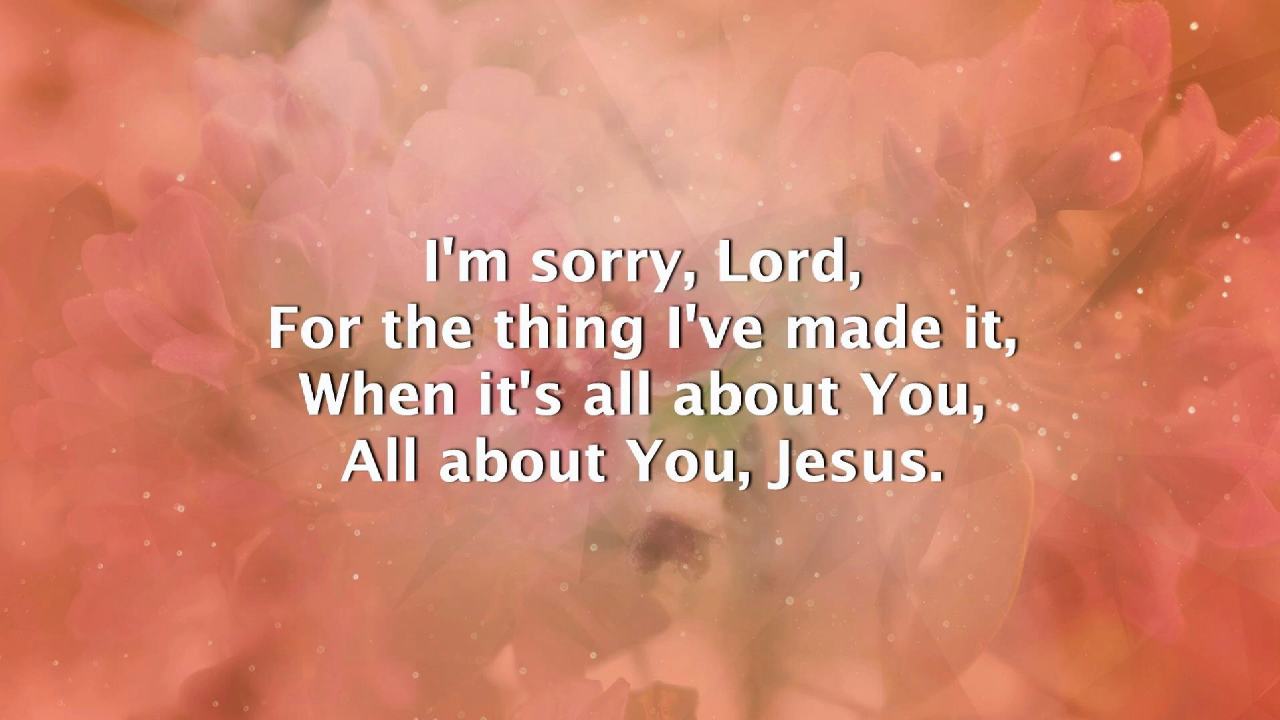 I'm sorry, Lord,
For the thing I've made it,
When it's all about You,
All about You, Jesus.